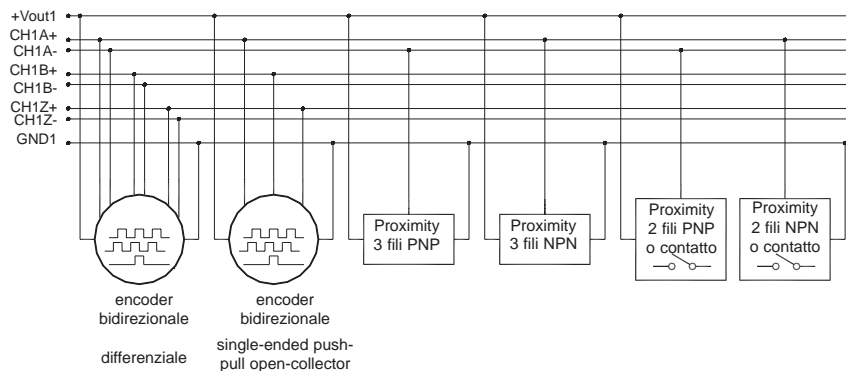 +Vout1
CH1A+
CH1A-
CH1B+
CH1B-
CH1Z+
CH1Z-
GND1
Proximity
3 fili PNP
Proximity
3 fili NPN
Proximity
2 fili PNP
o contatto
Proximity
2 fili NPN
o contatto
encoder
bidirezionale
differenziale
encoder
bidirezionale
single-ended push-
pull open-collector